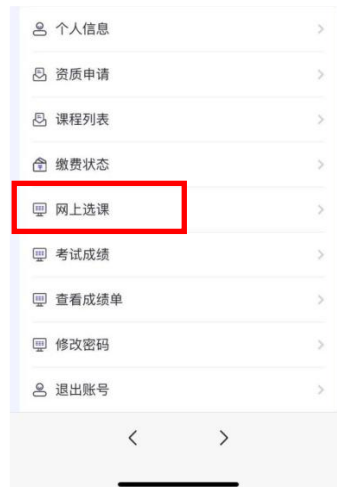 个人信息
资质申请
课程列表
缴费状态
网上选课
考试成绩
查看成绩单
修改密码
退出账号